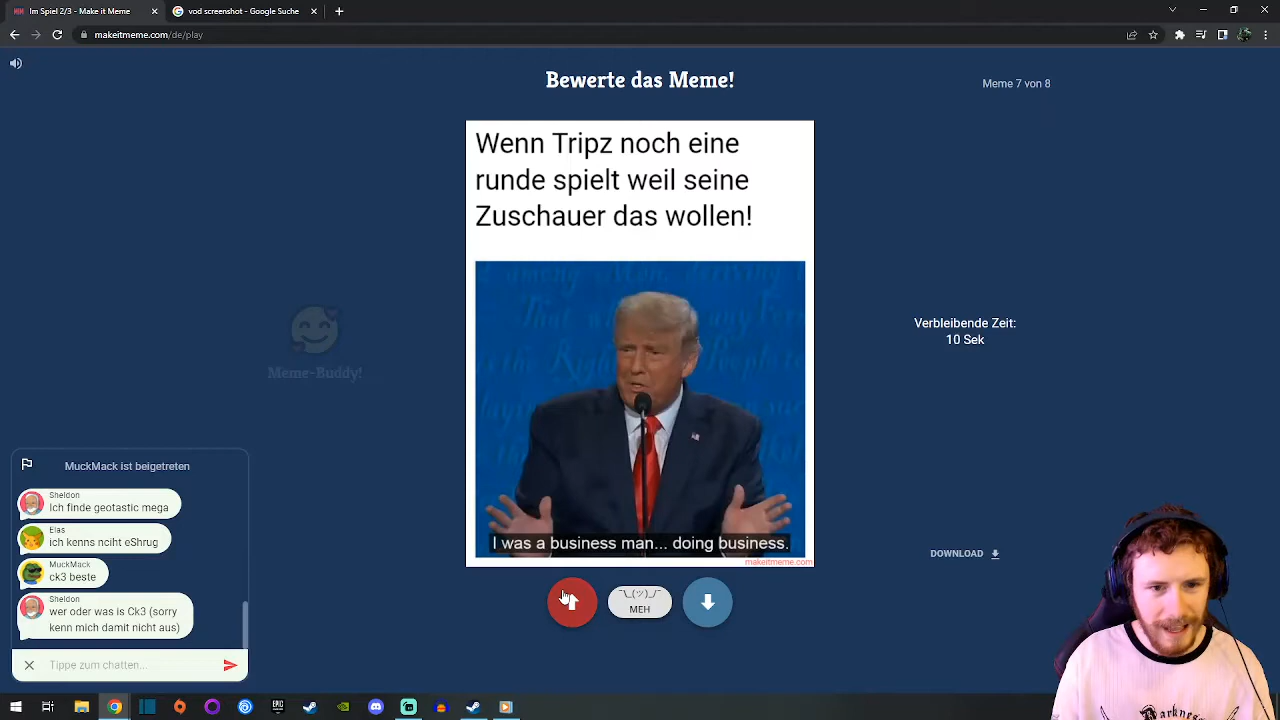 Im Spiel 2/3 - Make it Meme
vod screenshot - Google Suche
makeitmeme.com/de/play
Bewerte das Meme!
Meme 7 von 8
Wenn Tripz noch eine
runde spielt weil seine
Zuschauer das wollen!
Meme-Buddy!
Verbleibende Zeit:
10 Sek
I was a business man... doing business.
makeitmeme.com
DOWNLOAD
¯\_(ツ)_/¯
MEH
MuckMack ist beigetreten
Sheldon
Ich finde geotastic mega
Elas
ich kenns nciht eShrug
MuckMack
ck3 beste
Sheldon
wer oder was is Ck3 (sorry
kenn mich damit nicht aus)
Tippe zum chatten...